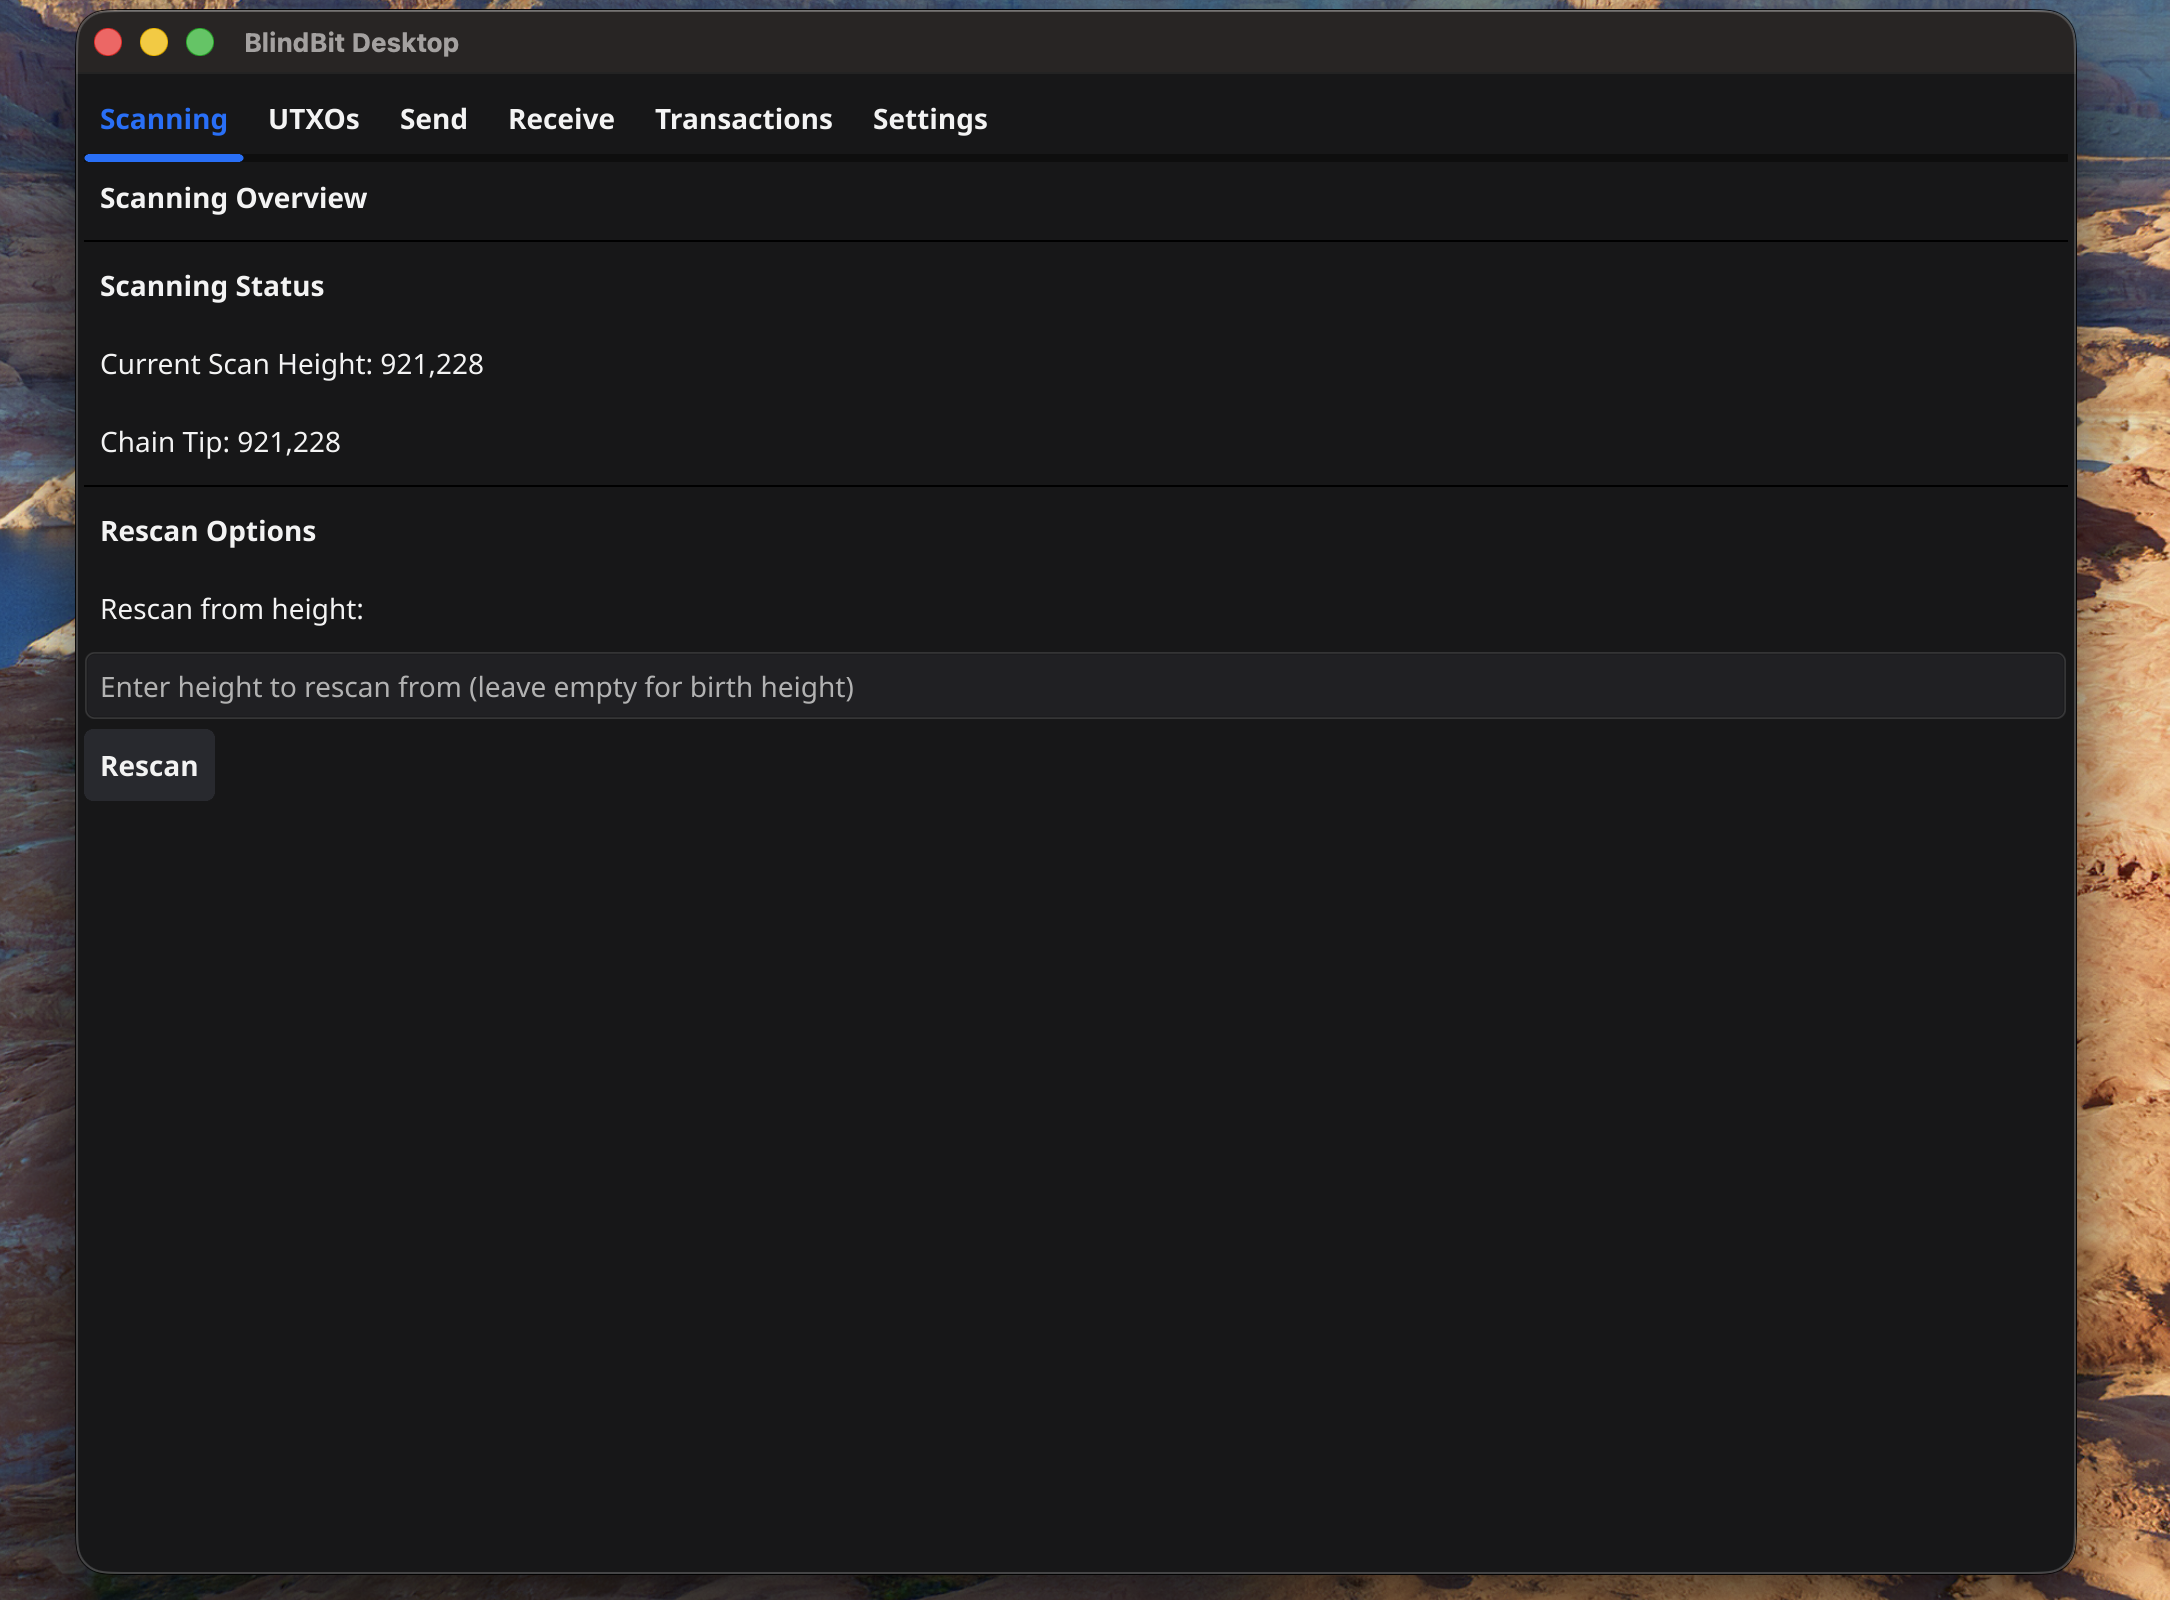 BlindBit Desktop
Scanning UTXOs Send Receive Transactions Settings
Scanning Overview
Scanning Status
Current Scan Height: 921,228
Chain Tip: 921,228
Rescan Options
Rescan from height:
Enter height to rescan from (leave empty for birth height)
Rescan